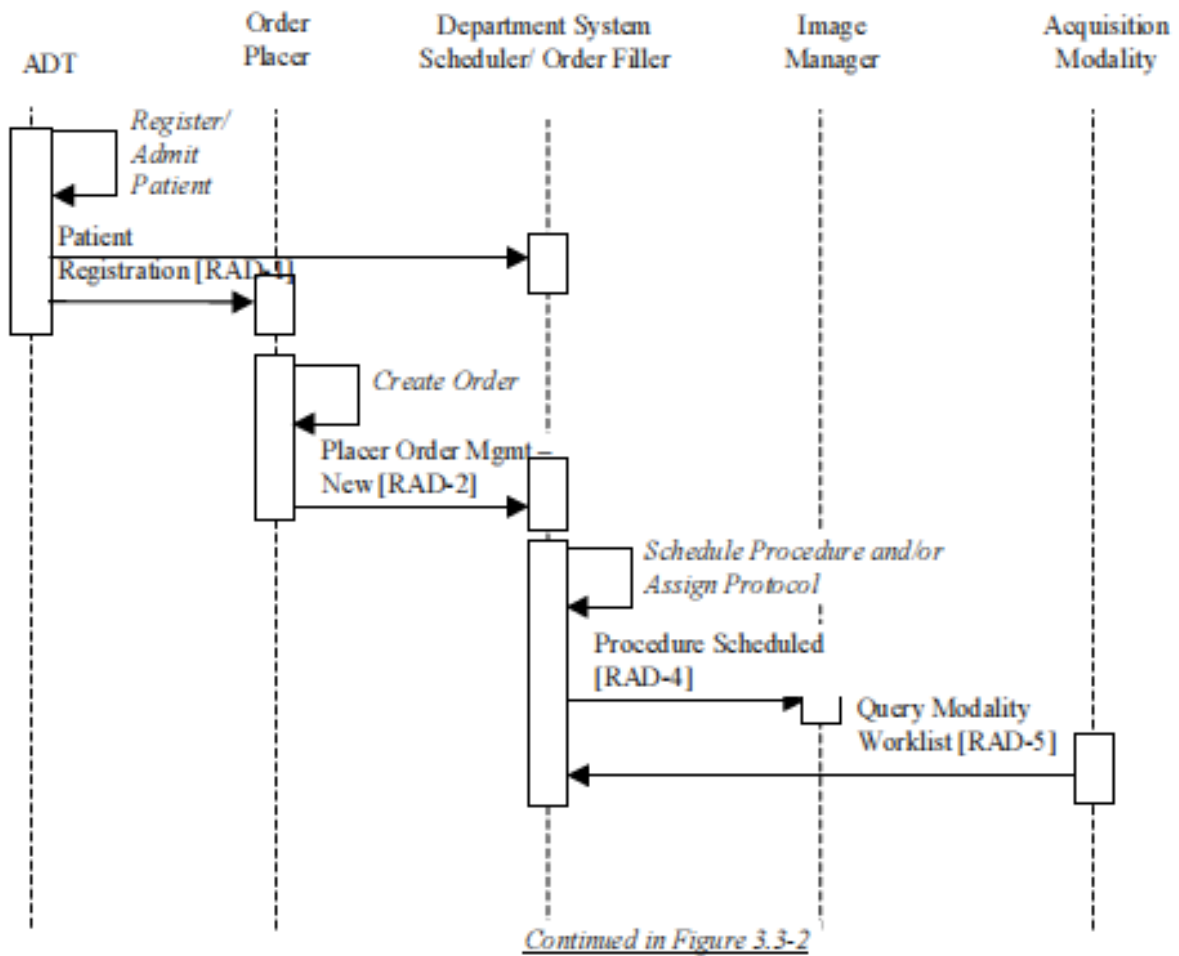 ADT
Order
Placer
Department System
Scheduler/ Order Filler
Image
Manager
Acquisition
Modality
Register/
Admit
Patient
Patient
Registration [RAD-1]
Create Order
Placer Order Mgmt –
New [RAD-2]
Schedule Procedure and/or
Assign Protocol
Procedure Scheduled
[RAD-4]
Query Modality
Worklist [RAD-5]
Continued in Figure 3.3-2